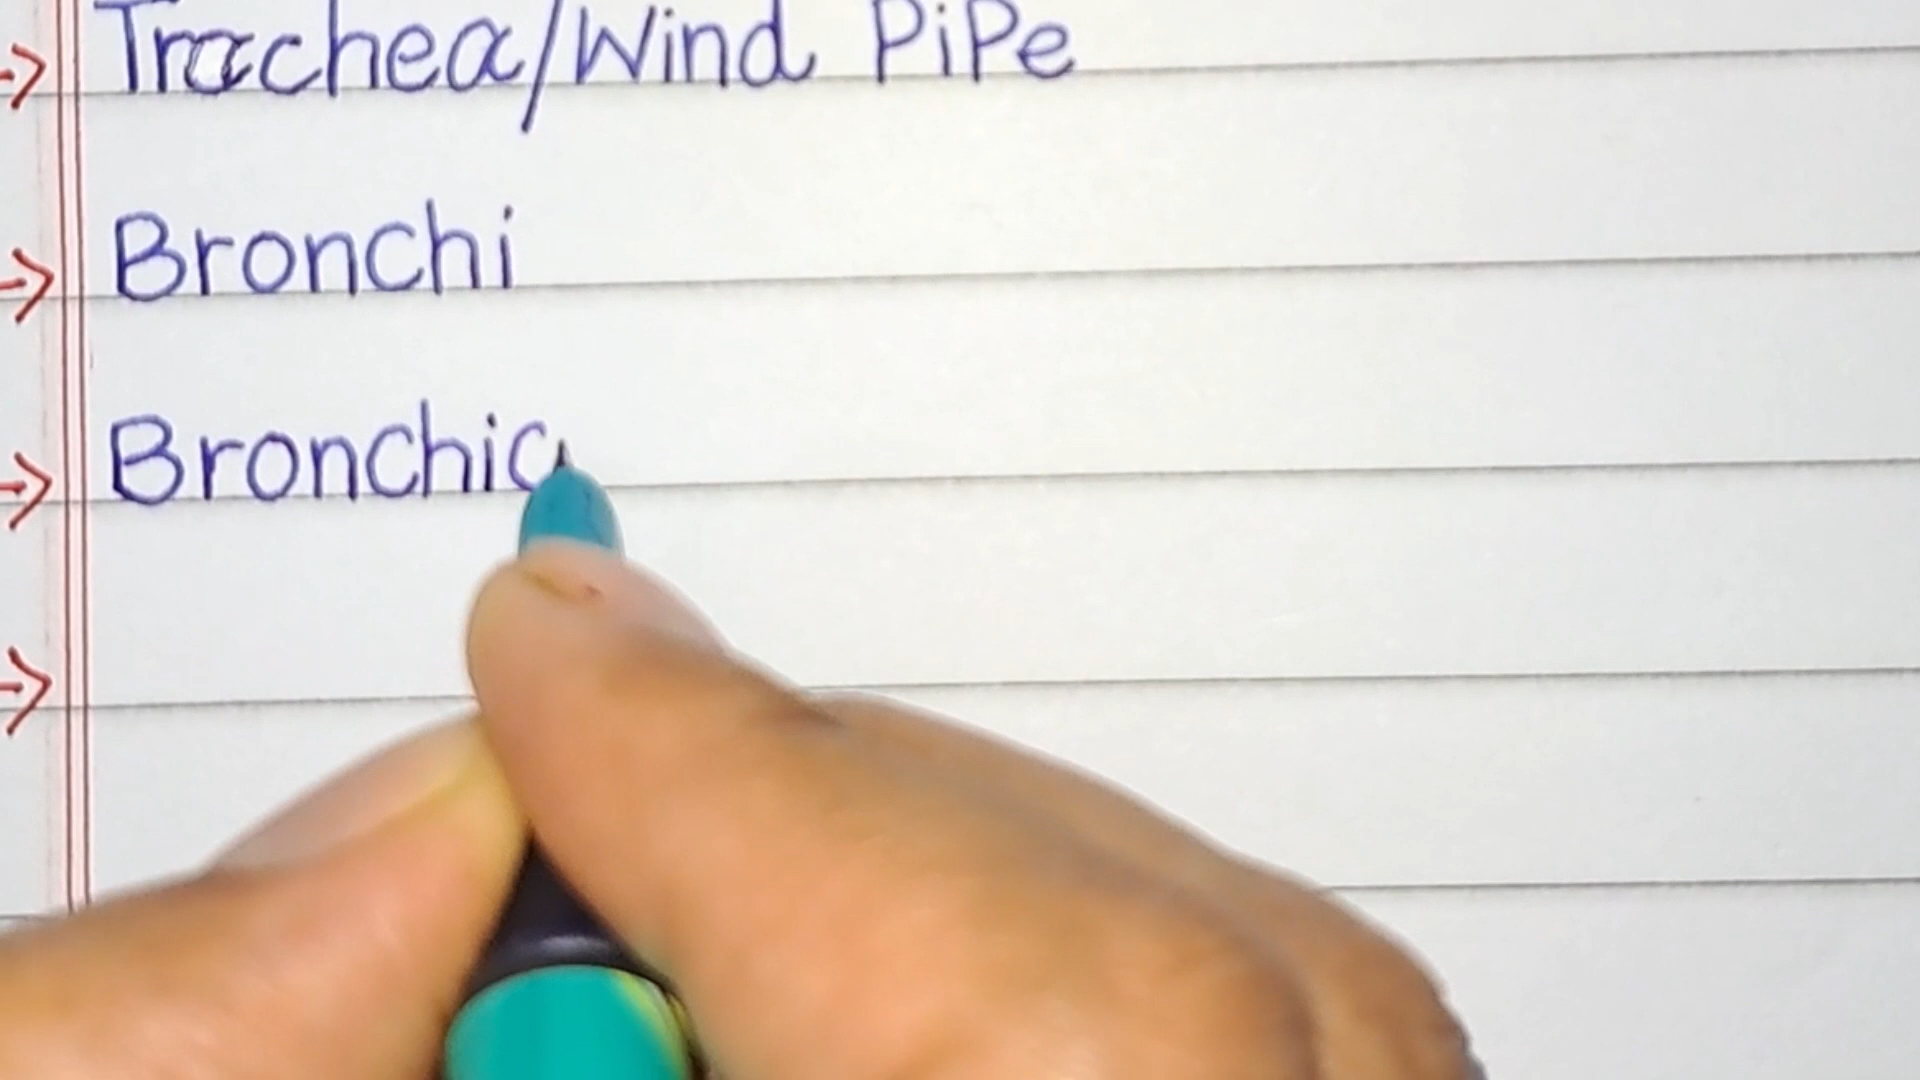 → Trachea/Wind PiPe
→ Bronchi
→ Bronchio
→